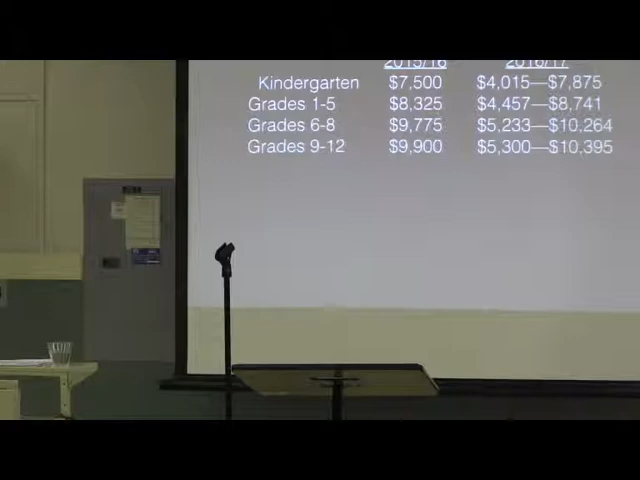 2015/16 2016/17
Kindergarten $7,500 $4,015—$7,875
Grades 1-5 $8,325 $4,457—$8,741
Grades 6-8 $9,775 $5,233—$10,264
Grades 9-12 $9,900 $5,300—$10,395